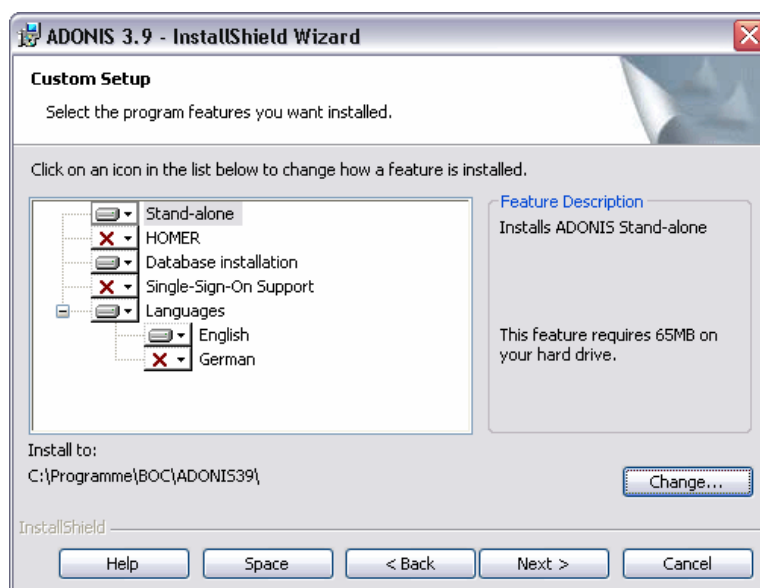 ADONIS 3.9 - InstallShield Wizard
Custom Setup
Select the program features you want installed.
Click on an icon in the list below to change how a feature is installed.
Stand-alone
HOMER
Database installation
Single-Sign-On Support
Languages
English
German
Feature Description
Installs ADONIS Stand-alone
This feature requires 65MB on
your hard drive.
Install to:
C:\Programme\BOC\ADONIS39\
Change...
InstallShield
Help
Space
< Back
Next >
Cancel